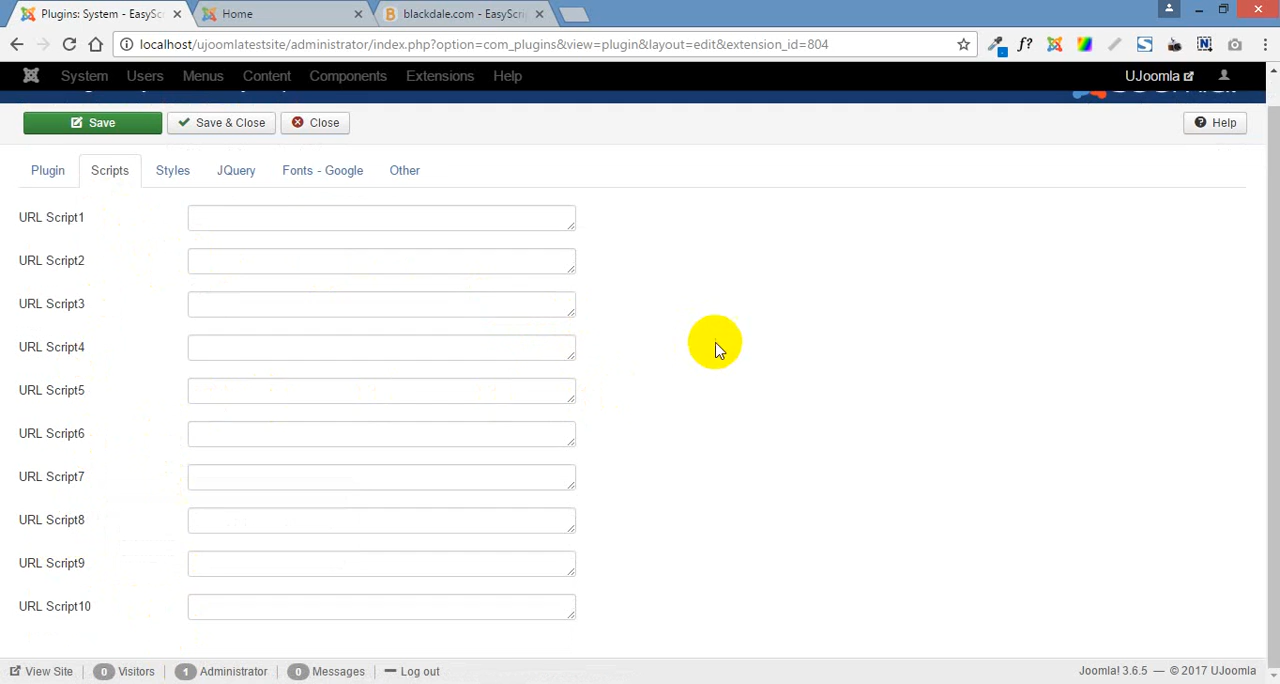 Plugins: System - EasyScri
Home
blackdale.com - EasyScri
localhost/ujoomlatestsite/administrator/index.php?option=com_plugins&view=plugin&layout=edit&extension_id=804
f?
System Users Menus Content Components Extensions Help UJoomla
Save Save & Close Close Help
Plugin Scripts Styles JQuery Fonts - Google Other
URL Script1
URL Script2
URL Script3
URL Script4
URL Script5
URL Script6
URL Script7
URL Script8
URL Script9
URL Script10
View Site 0 Visitors 1 Administrator 0 Messages Log out Joomla! 3.6.5 — © 2017 UJoomla